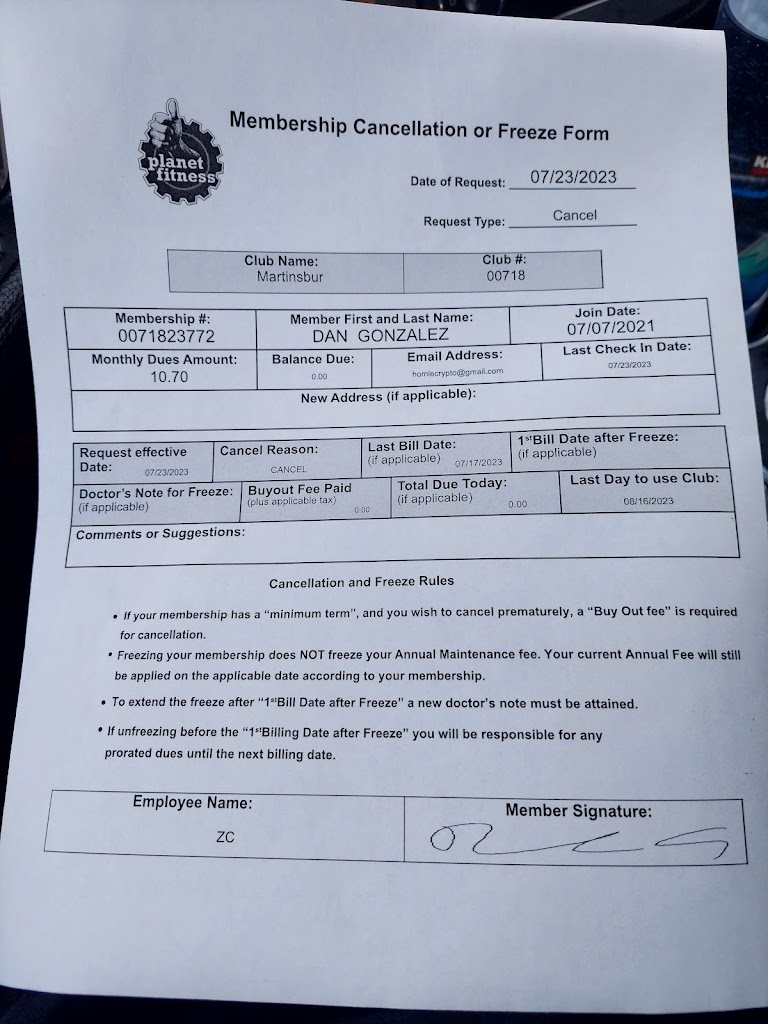 planet
fitness
Membership Cancellation or Freeze Form
Date of Request: 07/23/2023
Request Type: Cancel
Club Name: Club #:
Martinsbur 00718
Membership #: Member First and Last Name: Join Date:
0071823772 DAN GONZALEZ 07/07/2021
Monthly Dues Amount: Balance Due: Email Address: Last Check In Date:
10.70 0.00 homiecrypto@gmail.com 07/23/2023
New Address (if applicable):
Request effective Cancel Reason: Last Bill Date: 1stBill Date after Freeze:
Date: 07/23/2023 CANCEL (if applicable) 07/17/2023 (if applicable)
Doctor's Note for Freeze: Buyout Fee Paid Total Due Today: Last Day to use Club:
(if applicable) (plus applicable tax) 0.00 (if applicable) 0.00 08/16/2023
Comments or Suggestions:
Cancellation and Freeze Rules
• If your membership has a "minimum term", and you wish to cancel prematurely, a "Buy Out fee" is required
for cancellation.
• Freezing your membership does NOT freeze your Annual Maintenance fee. Your current Annual Fee will still
be applied on the applicable date according to your membership.
• To extend the freeze after "1stBill Date after Freeze" a new doctor's note must be attained.
• If unfreezing before the "1stBilling Date after Freeze" you will be responsible for any
prorated dues until the next billing date.
Employee Name: Member Signature:
ZC